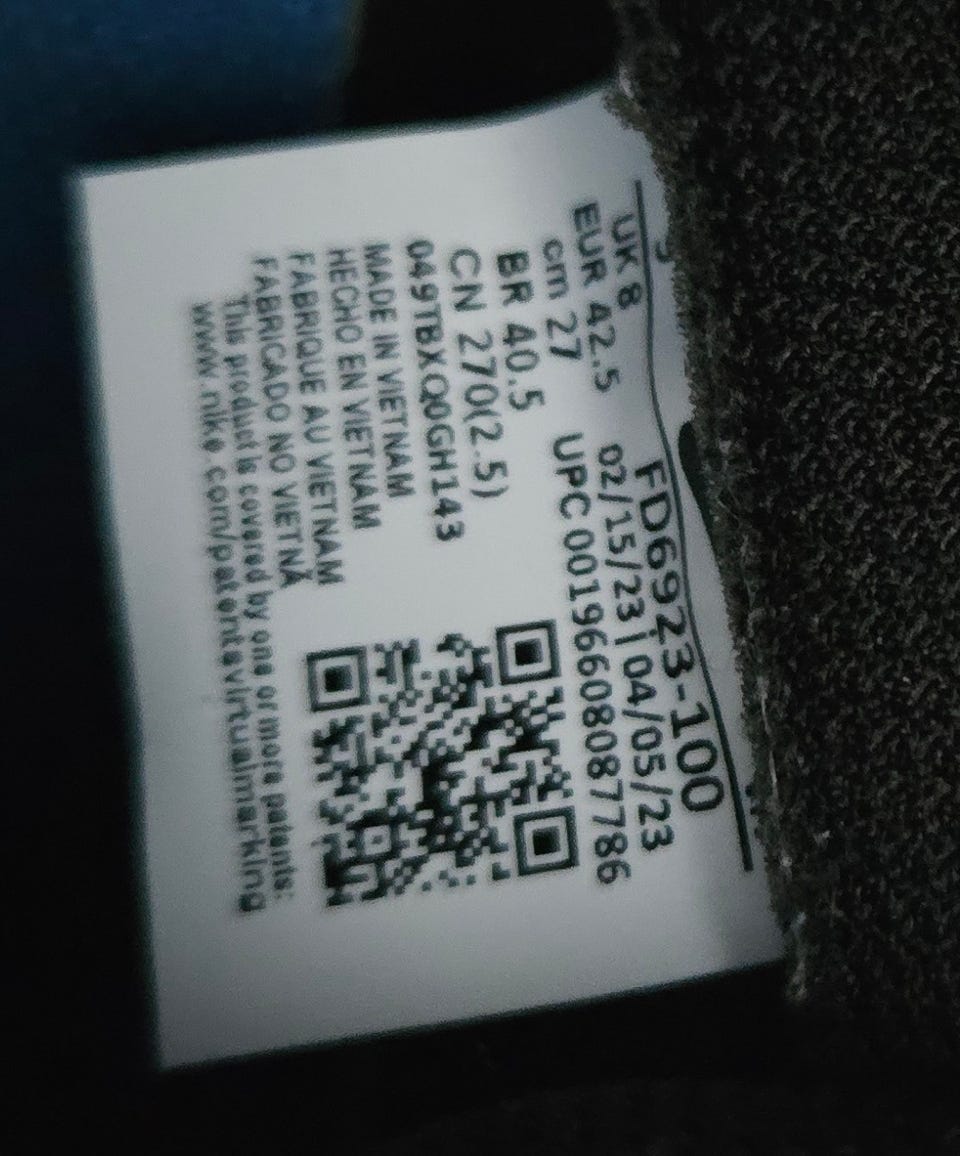 UK 8
EUR 42.5
cm 27
BR 40.5
CN 270(2.5)
FD6923-100
02/15/23 | 04/05/23
UPC 00196608087786
049TBXQ0GH143
MADE IN VIETNAM
HECHO EN VIETNAM
FABRIQUE AU VIETNAM
FABRICADO NO VIETNÃ
This product is covered by one or more patents:
www.nike.com/patentsvirtualmarking